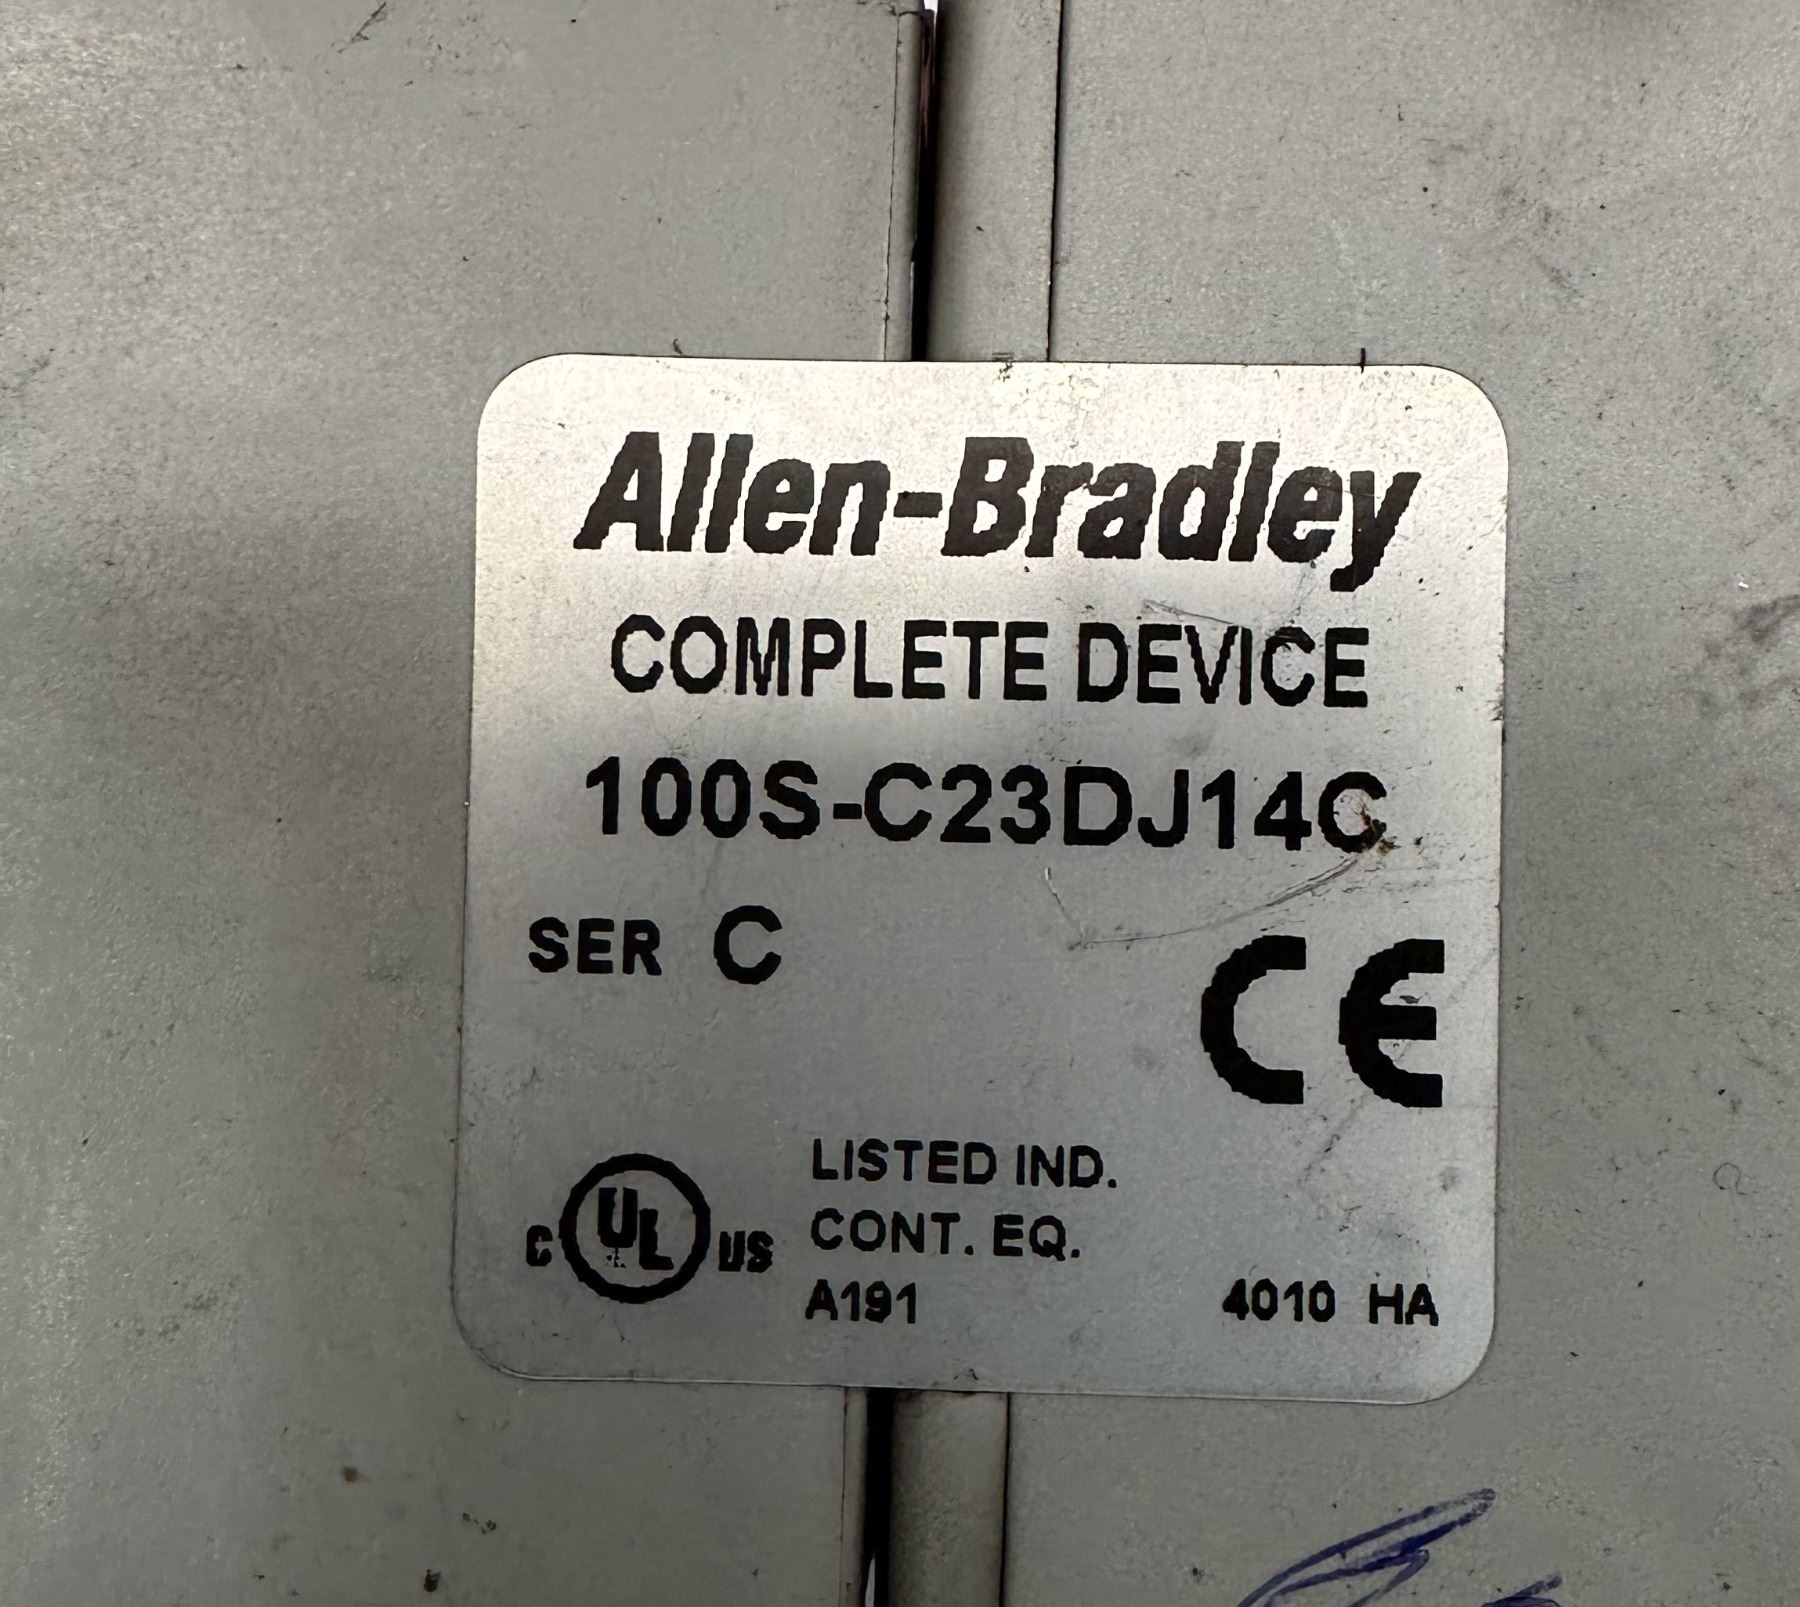 Allen-Bradley
COMPLETE DEVICE
100S-C23DJ14C
SER C
CE
C UL US
LISTED IND.
CONT. EQ.
A191 4010 HA